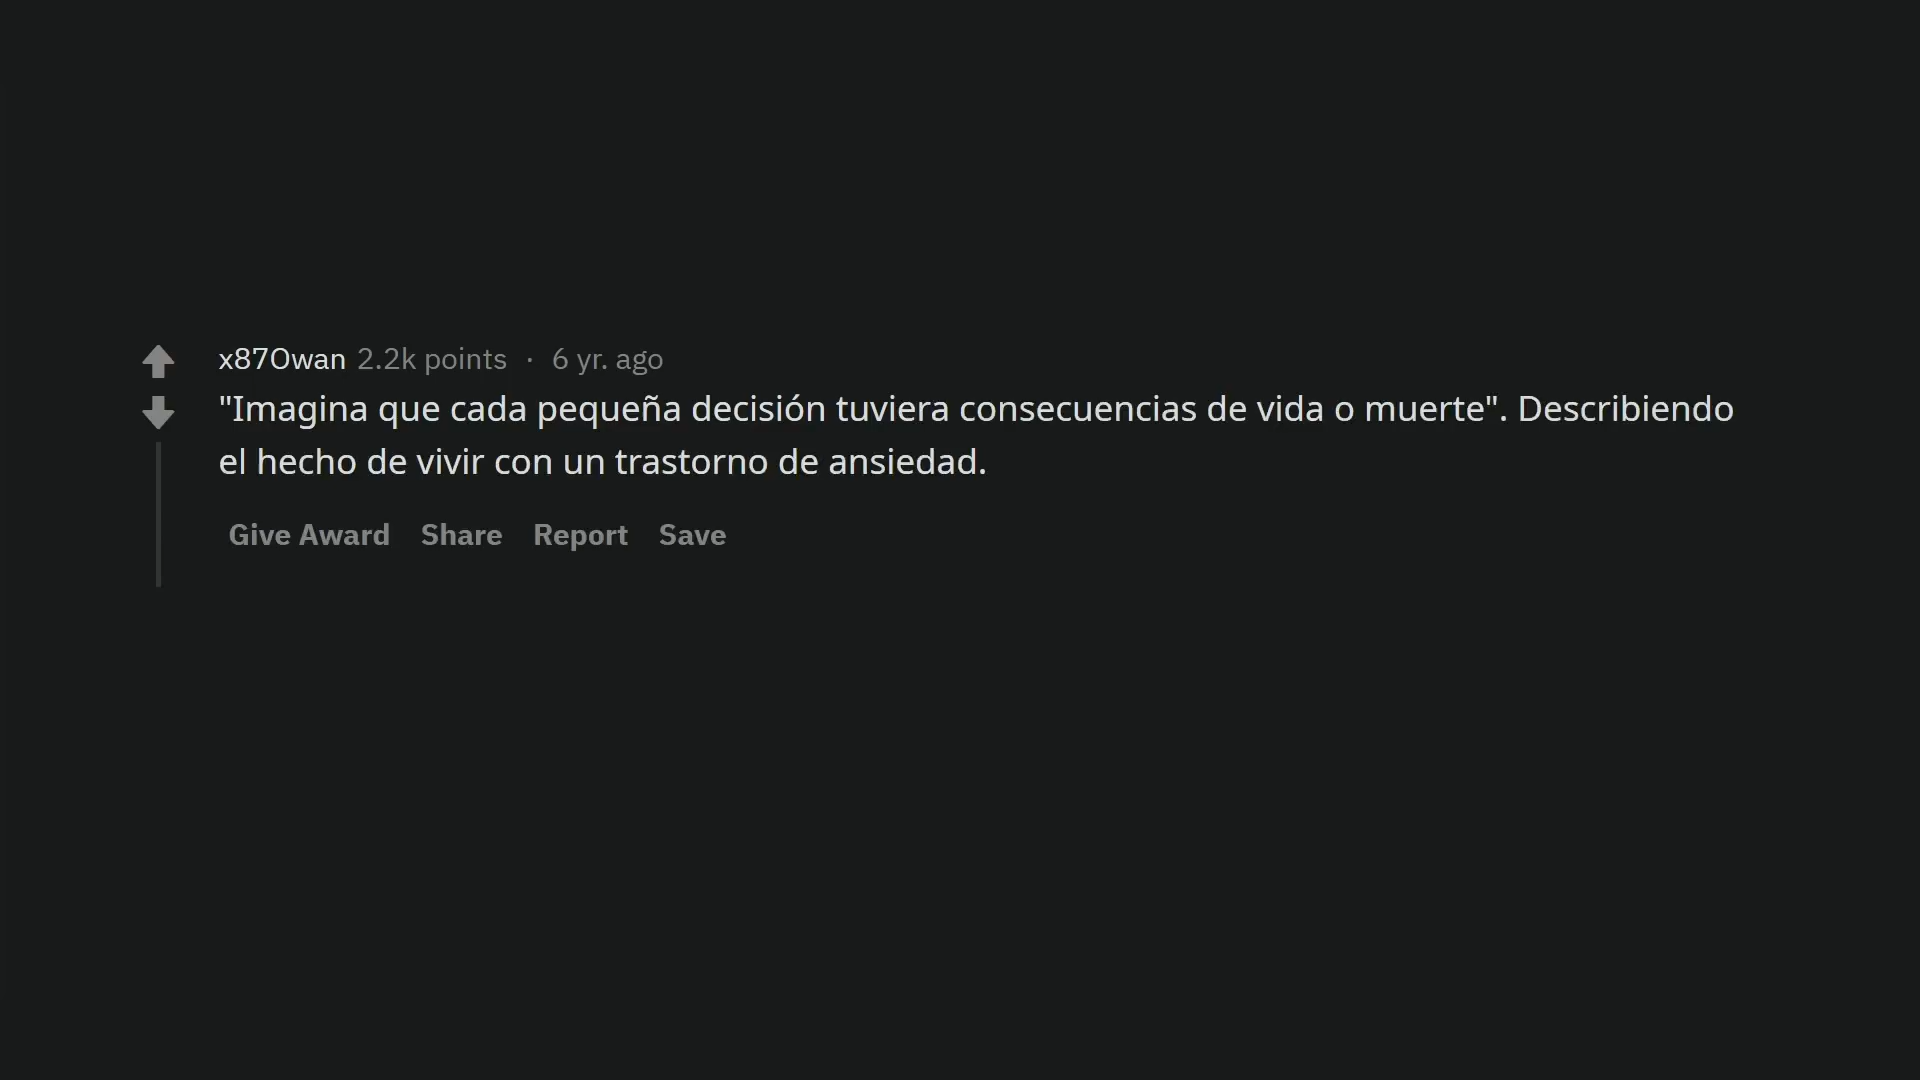 x87Owan 2.2k points · 6 yr. ago
"Imagina que cada pequeña decisión tuviera consecuencias de vida o muerte". Describiendo
el hecho de vivir con un trastorno de ansiedad.
Give Award Share Report Save